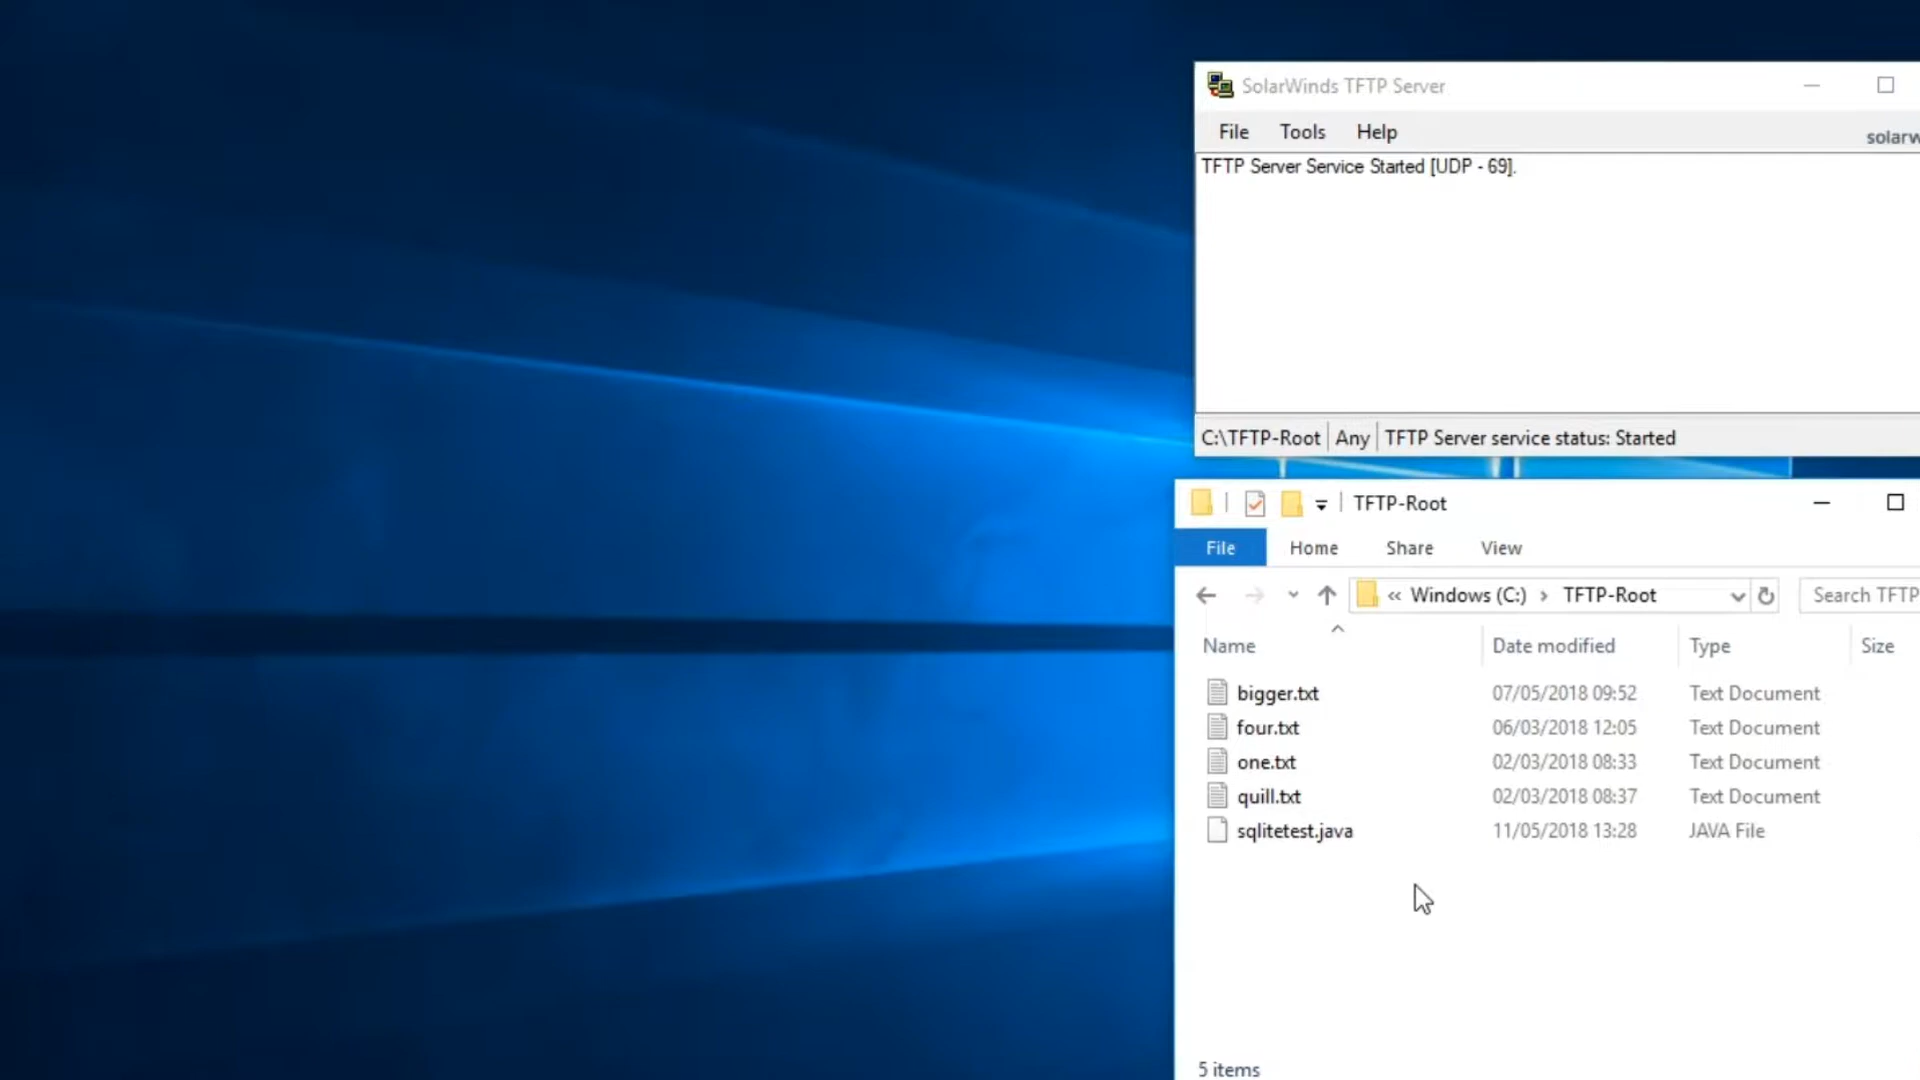 SolarWinds TFTP Server
File Tools Help
TFTP Server Service Started [UDP - 69].
C:\TFTP-Root Any TFTP Server service status: Started
TFTP-Root
File Home Share View
« Windows (C:) › TFTP-Root Search TFTP
Name Date modified Type Size
bigger.txt 07/05/2018 09:52 Text Document
four.txt 06/03/2018 12:05 Text Document
one.txt 02/03/2018 08:33 Text Document
quill.txt 02/03/2018 08:37 Text Document
sqlitetest.java 11/05/2018 13:28 JAVA File
5 items